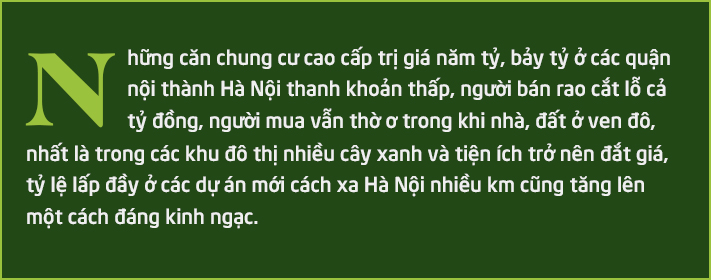 Những căn chung cư cao cấp trị giá năm tỷ, bảy tỷ ở các quận
nội thành Hà Nội thanh khoản thấp, người bán rao cắt lỗ cả
tỷ đồng, người mua vẫn thờ ơ trong khi nhà, đất ở ven đô,
nhất là trong các khu đô thị nhiều cây xanh và tiện ích trở nên đắt giá,
tỷ lệ lấp đầy ở các dự án mới cách xa Hà Nội nhiều km cũng tăng lên
một cách đáng kinh ngạc.